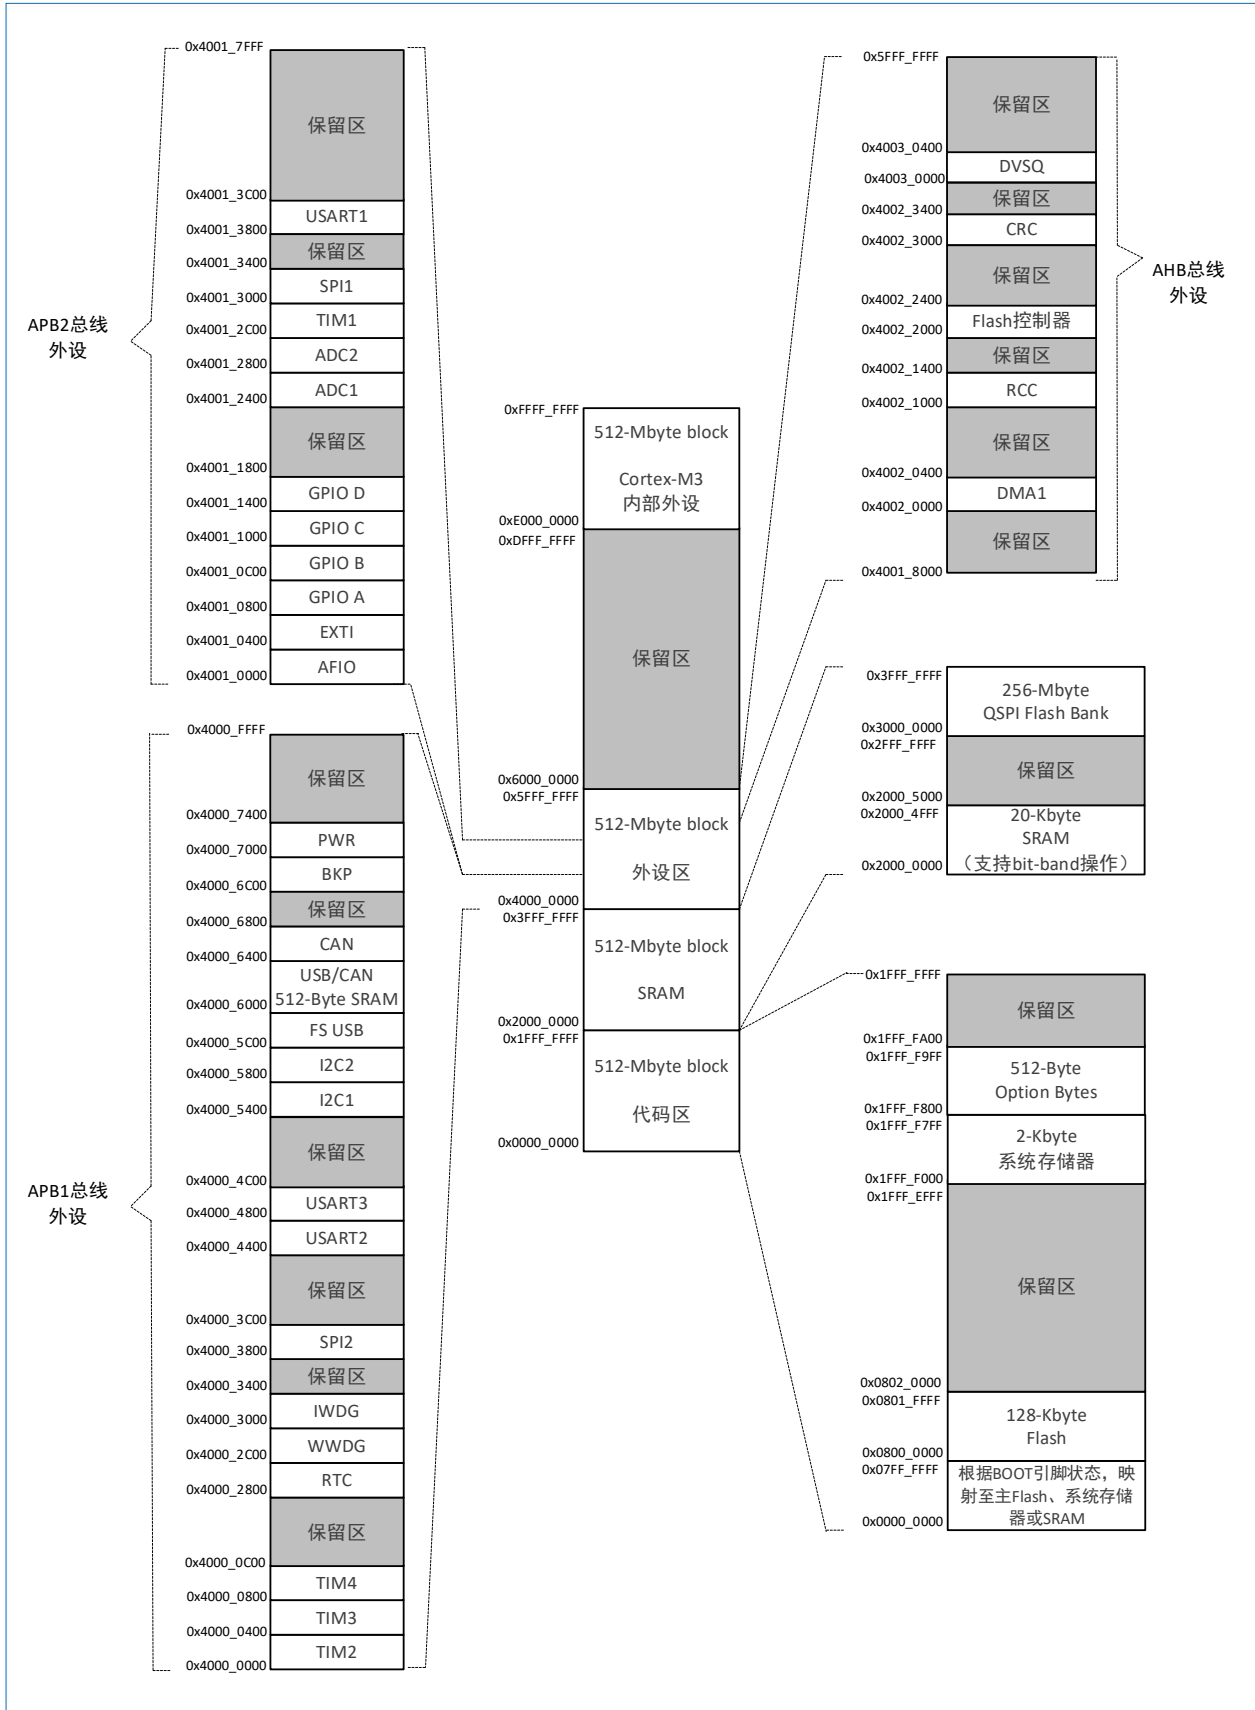 0x4001_7FFF
保留区
0x4001_3C00
USART1
0x4001_3800
保留区
0x4001_3400
SPI1
0x4001_3000
TIM1
0x4001_2C00
ADC2
0x4001_2800
ADC1
0x4001_2400
保留区
0x4001_1800
GPIO D
0x4001_1400
GPIO C
0x4001_1000
GPIO B
0x4001_0C00
GPIO A
0x4001_0800
EXTI
0x4001_0400
AFIO
0x4001_0000
APB2总线
外设
0x4000_FFFF
保留区
0x4000_7400
PWR
0x4000_7000
BKP
0x4000_6C00
保留区
0x4000_6800
CAN
0x4000_6400
USB/CAN
512-Byte SRAM
0x4000_6000
FS USB
0x4000_5C00
I2C2
0x4000_5800
I2C1
0x4000_5400
保留区
0x4000_4C00
USART3
0x4000_4800
USART2
0x4000_4400
保留区
0x4000_3C00
SPI2
0x4000_3800
保留区
0x4000_3400
IWDG
0x4000_3000
WWDG
0x4000_2C00
RTC
0x4000_2800
保留区
0x4000_0C00
TIM4
0x4000_0800
TIM3
0x4000_0400
TIM2
0x4000_0000
APB1总线
外设
0xFFFF_FFFF
512-Mbyte block
Cortex-M3
内部外设
0xE000_0000
0xDFFF_FFFF
保留区
0x6000_0000
0x5FFF_FFFF
512-Mbyte block
外设区
0x4000_0000
0x3FFF_FFFF
512-Mbyte block
SRAM
0x2000_0000
0x1FFF_FFFF
512-Mbyte block
代码区
0x0000_0000
0x5FFF_FFFF
保留区
0x4003_0400
DVSQ
0x4003_0000
保留区
0x4002_3400
CRC
0x4002_3000
保留区
0x4002_2400
Flash控制器
0x4002_2000
保留区
0x4002_1400
RCC
0x4002_1000
保留区
0x4002_0400
DMA1
0x4002_0000
保留区
0x4001_8000
AHB总线
外设
0x3FFF_FFFF
256-Mbyte
QSPI Flash Bank
0x3000_0000
0x2FFF_FFFF
保留区
0x2000_5000
0x2000_4FFF
20-Kbyte
SRAM
（支持bit-band操作）
0x2000_0000
0x1FFF_FFFF
保留区
0x1FFF_FA00
0x1FFF_F9FF
512-Byte
Option Bytes
0x1FFF_F800
0x1FFF_F7FF
2-Kbyte
系统存储器
0x1FFF_F000
0x1FFF_EFFF
保留区
0x0802_0000
0x0801_FFFF
128-Kbyte
Flash
0x0800_0000
0x07FF_FFFF
根据BOOT引脚状态，映
射至主Flash、系统存储
器或SRAM
0x0000_0000